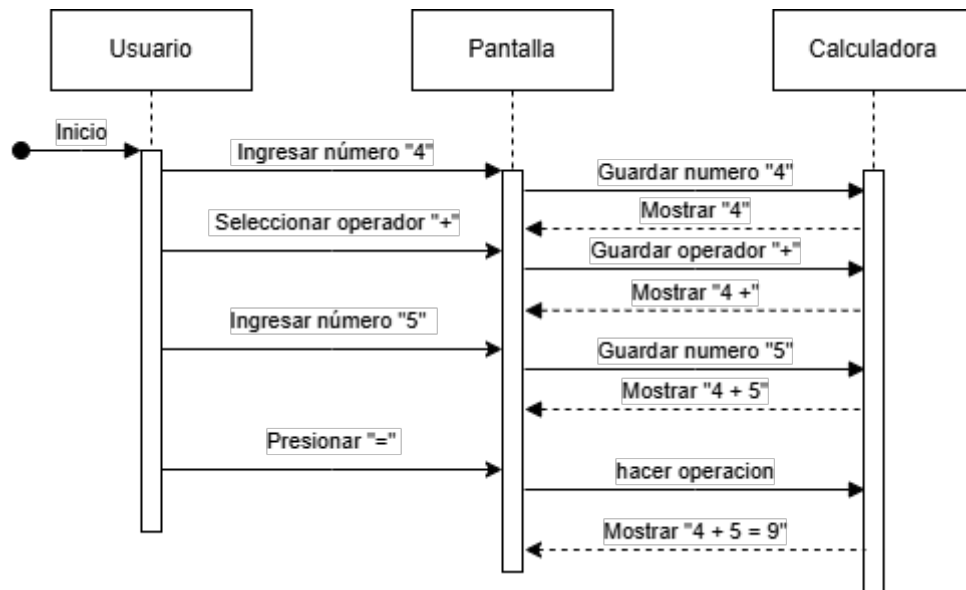 Usuario
Pantalla
Calculadora
Inicio
Ingresar número "4"
Guardar numero "4"
Mostrar "4"
Seleccionar operador "+"
Guardar operador "+"
Mostrar "4 +"
Ingresar número "5"
Guardar numero "5"
Mostrar "4 + 5"
Presionar "="
hacer operacion
Mostrar "4 + 5 = 9"